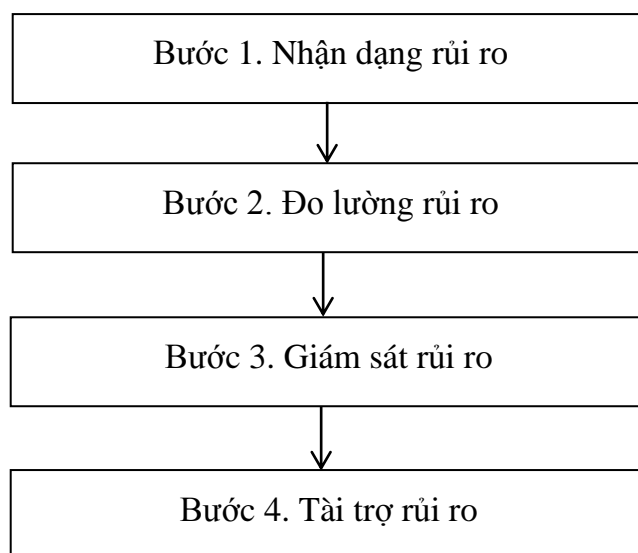 Bước 1. Nhận dạng rủi ro
Bước 2. Đo lường rủi ro
Bước 3. Giám sát rủi ro
Bước 4. Tài trợ rủi ro